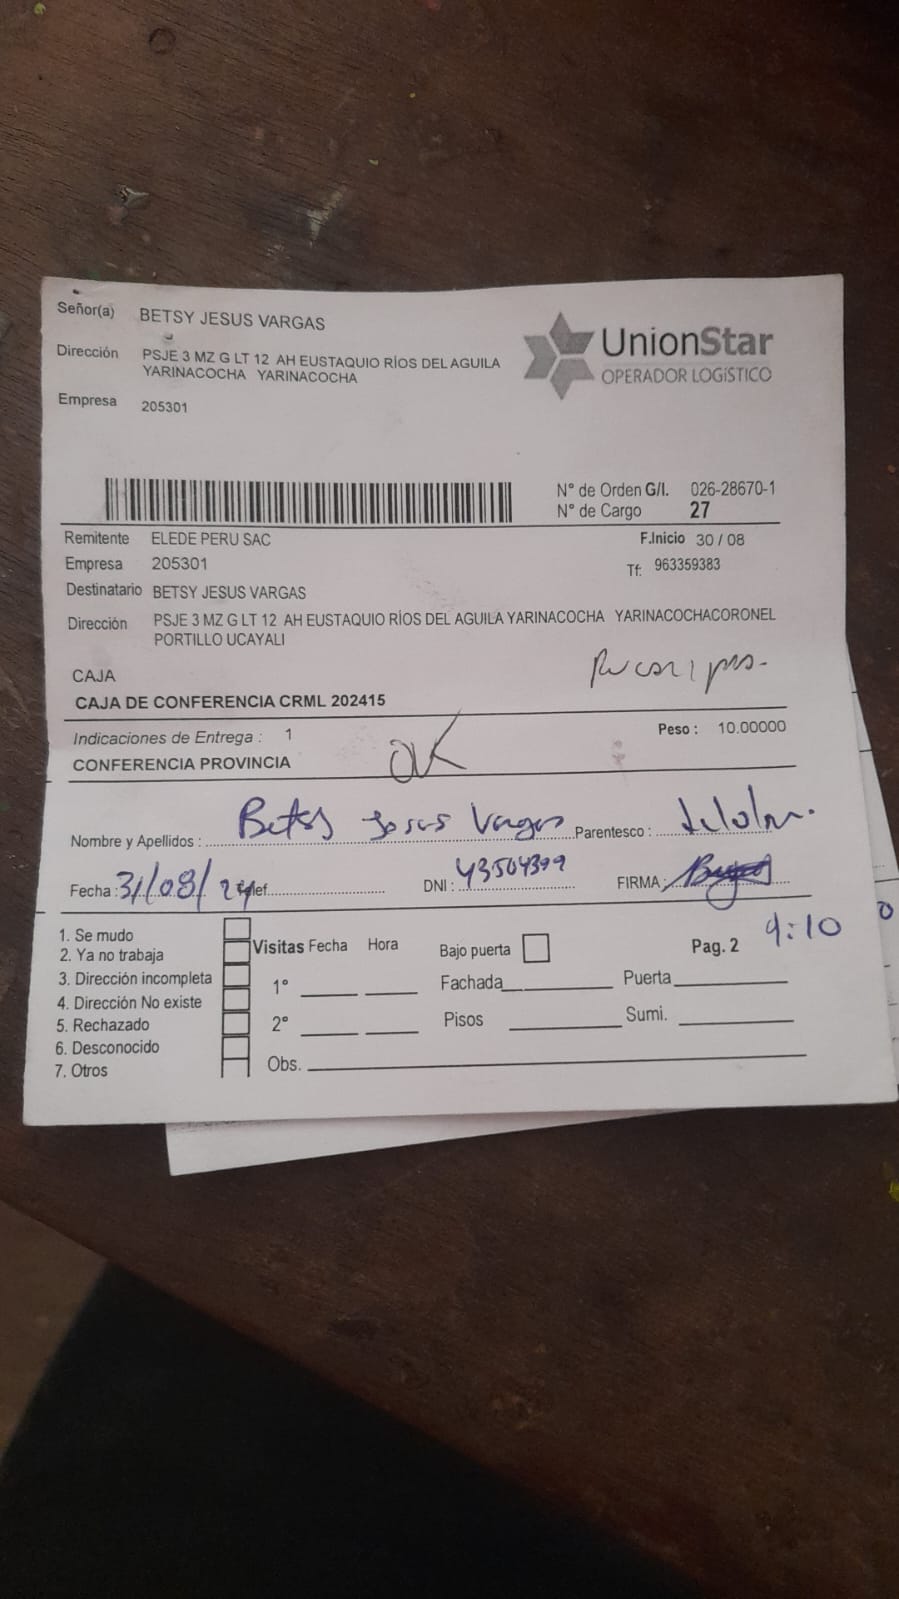 Señor(a) BETSY JESUS VARGAS
Dirección PSJE 3 MZ G LT 12 AH EUSTAQUIO RÍOS DEL AGUILA
YARINACOCHA YARINACOCHA
Empresa 205301
UnionStar
OPERADOR LOGíSTICO
N° de Orden G/I. 026-28670-1
N° de Cargo 27
Remitente ELEDE PERU SAC F.Inicio 30 / 08
Empresa 205301 Tf: 963359383
Destinatario BETSY JESUS VARGAS
Dirección PSJE 3 MZ G LT 12 AH EUSTAQUIO RÍOS DEL AGUILA YARINACOCHA YARINACOCHACORONEL
PORTILLO UCAYALI
CAJA
CAJA DE CONFERENCIA CRML 202415
Indicaciones de Entrega : 1 Peso : 10.00000
CONFERENCIA PROVINCIA OK
Nombre y Apellidos : Betsy Jesus Vargas Parentesco :
Fecha : 31/08/24 Telef. DNI : 43504399 FIRMA:
1. Se mudo
2. Ya no trabaja
3. Dirección incompleta
4. Dirección No existe
5. Rechazado
6. Desconocido
7. Otros
Visitas Fecha Hora Bajo puerta Pag. 2 9:10
1° Fachada Puerta
2° Pisos Sumi.
Obs.